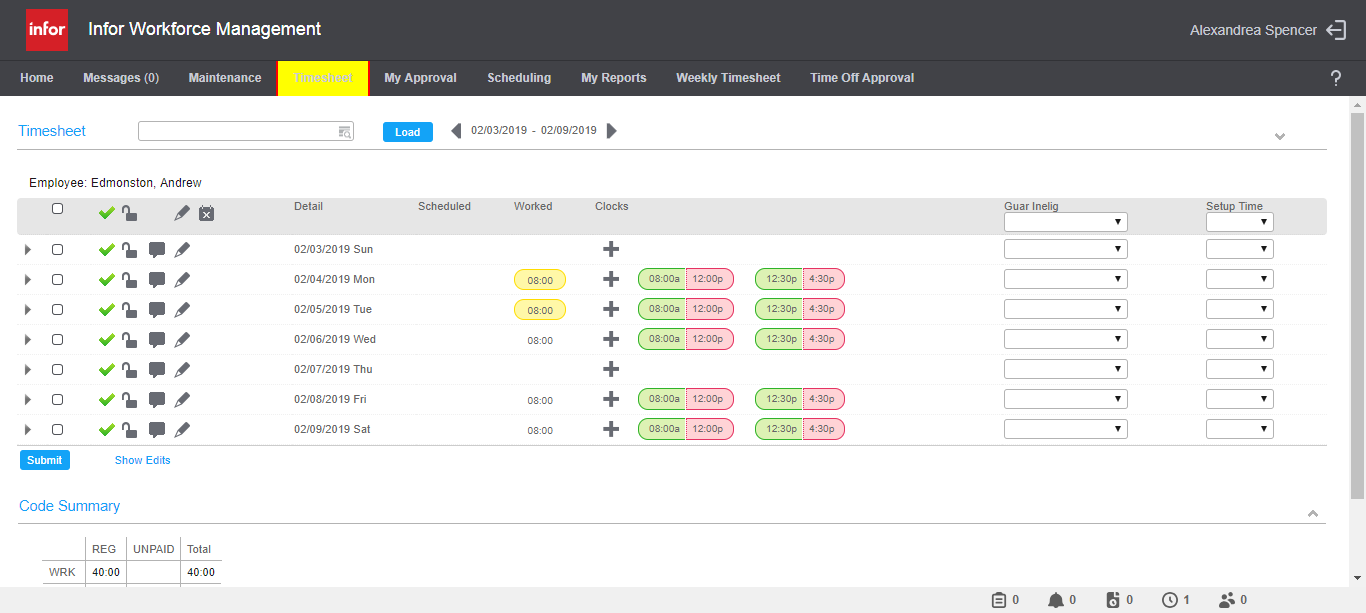 infor Infor Workforce Management Alexandrea Spencer
Home Messages (0) Maintenance Timesheet My Approval Scheduling My Reports Weekly Timesheet Time Off Approval ?
Timesheet Load 02/03/2019 - 02/09/2019
Employee: Edmonston, Andrew
Detail Scheduled Worked Clocks Guar Inelig Setup Time
02/03/2019 Sun
02/04/2019 Mon 08:00 08:00a 12:00p 12:30p 4:30p
02/05/2019 Tue 08:00 08:00a 12:00p 12:30p 4:30p
02/06/2019 Wed 08:00 08:00a 12:00p 12:30p 4:30p
02/07/2019 Thu
02/08/2019 Fri 08:00 08:00a 12:00p 12:30p 4:30p
02/09/2019 Sat 08:00 08:00a 12:00p 12:30p 4:30p
Submit Show Edits
Code Summary
REG UNPAID Total
WRK 40:00 40:00
0 0 0 1 0